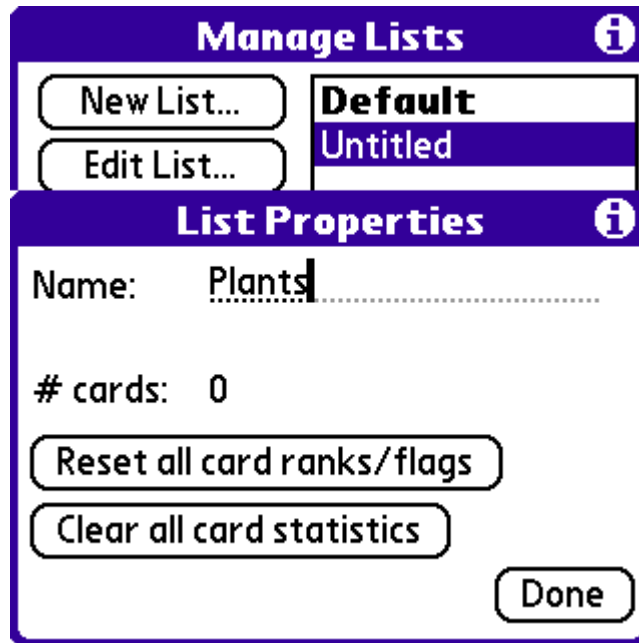 Manage Lists
New List...
Default
Edit List...
Untitled
List Properties
Name: Plants
# cards: 0
Reset all card ranks/flags
Clear all card statistics
Done